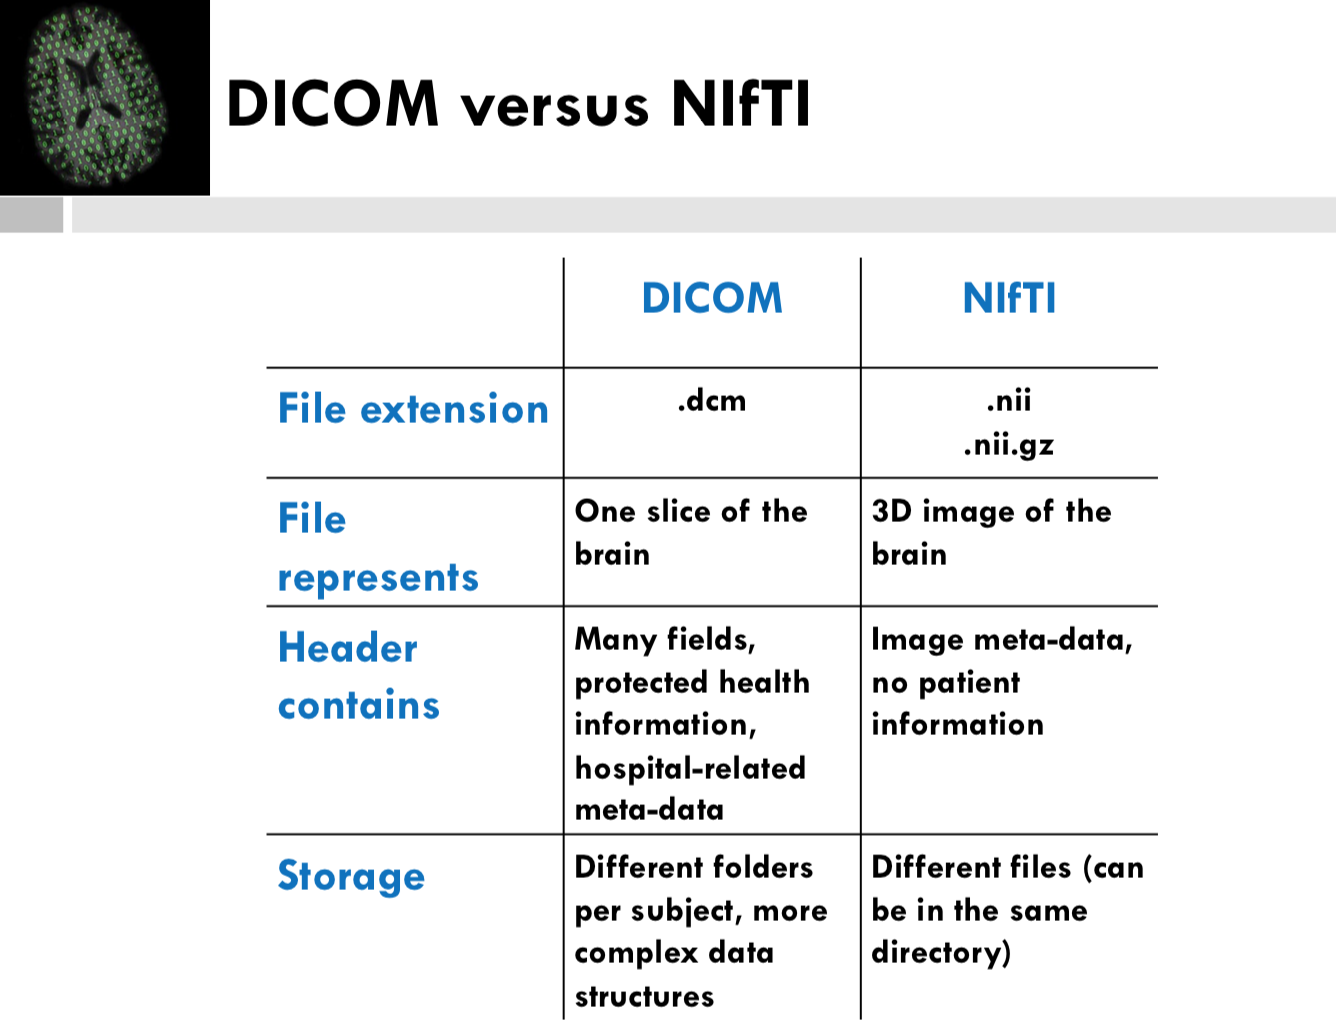 DICOM versus NIfTI
DICOM
NIfTI
File extension
.dcm
.nii
.nii.gz
File
represents
One slice of the
brain
3D image of the
brain
Header
contains
Many fields,
protected health
information,
hospital-related
meta-data
Image meta-data,
no patient
information
Storage
Different folders
per subject, more
complex data
structures
Different files (can
be in the same
directory)